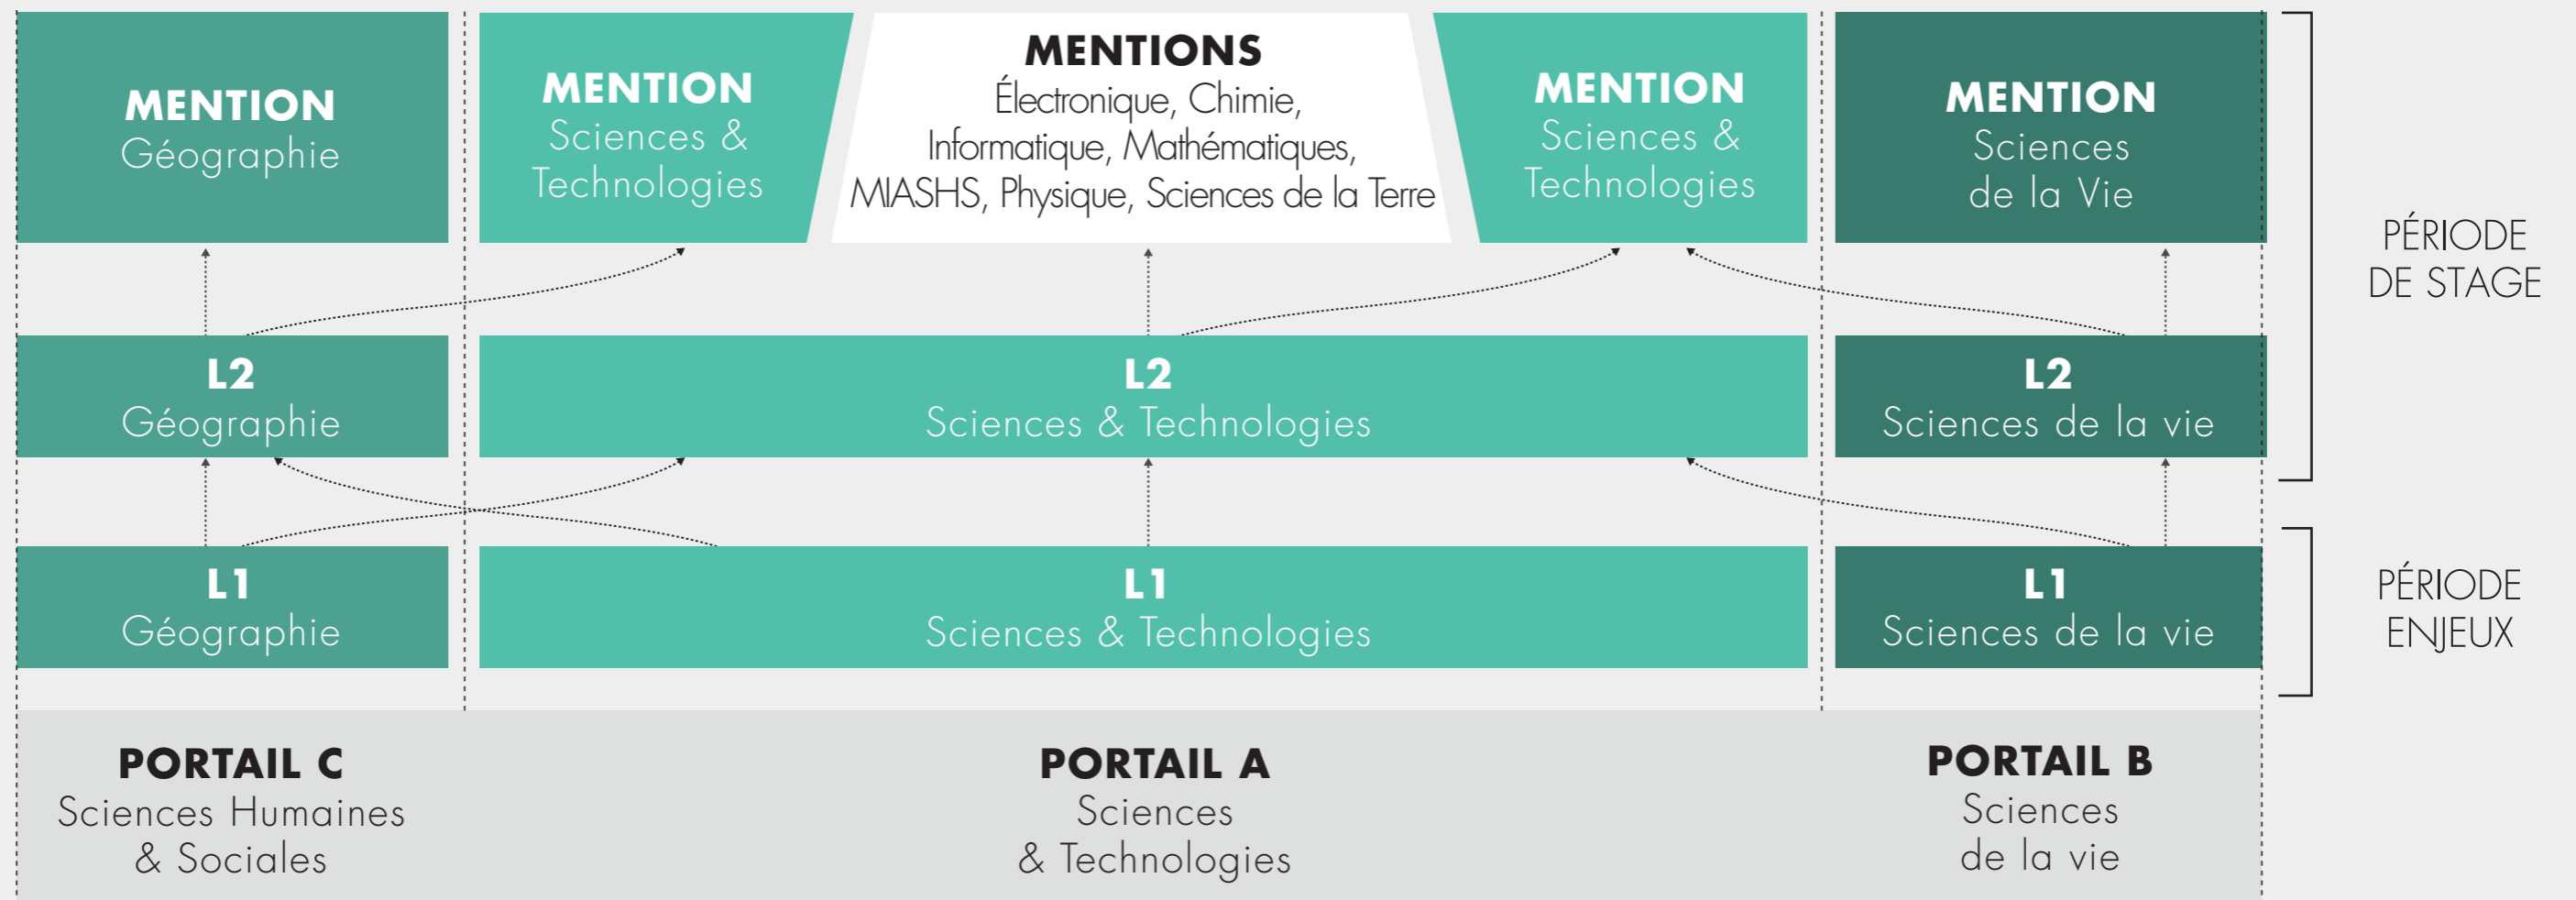 MENTION
Géographie
MENTION
Sciences &
Technologies
MENTIONS
Électronique, Chimie,
Informatique, Mathématiques,
MIASHS, Physique, Sciences de la Terre
MENTION
Sciences &
Technologies
MENTION
Sciences
de la Vie
PÉRIODE
DE STAGE
L2
Géographie
L2
Sciences & Technologies
L2
Sciences de la vie
L1
Géographie
L1
Sciences & Technologies
L1
Sciences de la vie
PÉRIODE
ENJEUX
PORTAIL C
Sciences Humaines
& Sociales
PORTAIL A
Sciences
& Technologies
PORTAIL B
Sciences
de la vie